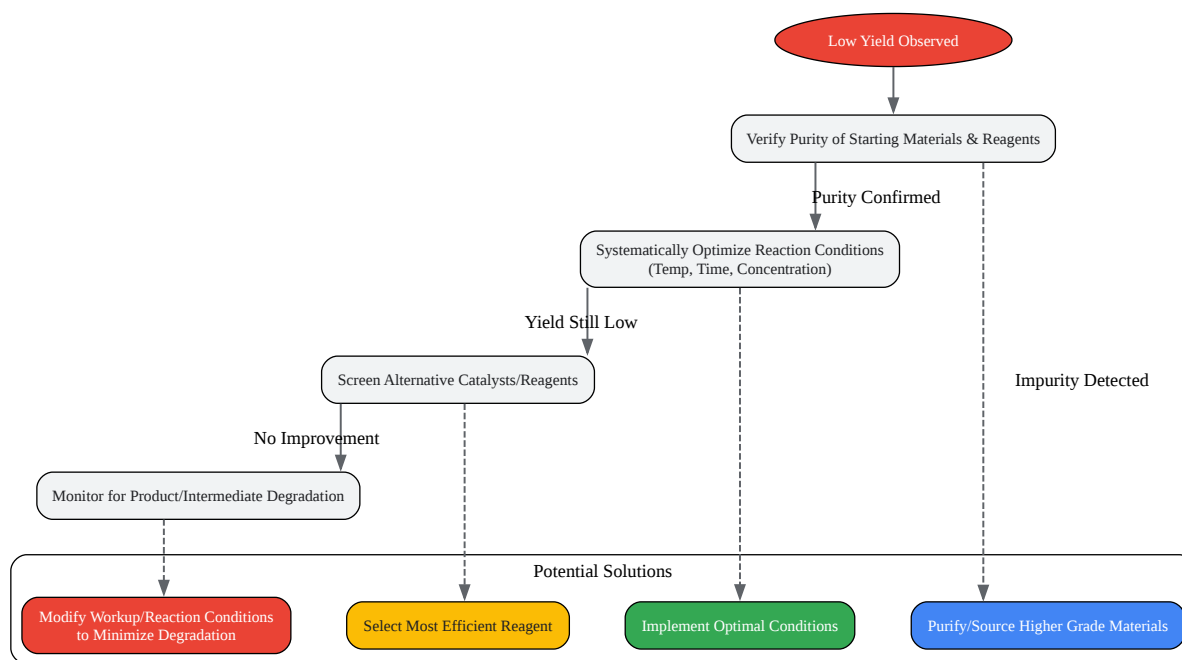 Low Yield Observed
Verify Purity of Starting Materials & Reagents
Purity Confirmed
Systematically Optimize Reaction Conditions
(Temp, Time, Concentration)
Yield Still Low
Screen Alternative Catalysts/Reagents
Impurity Detected
No Improvement
Monitor for Product/Intermediate Degradation
Potential Solutions
Modify Workup/Reaction Conditions
to Minimize Degradation
Select Most Efficient Reagent
Implement Optimal Conditions
Purify/Source Higher Grade Materials